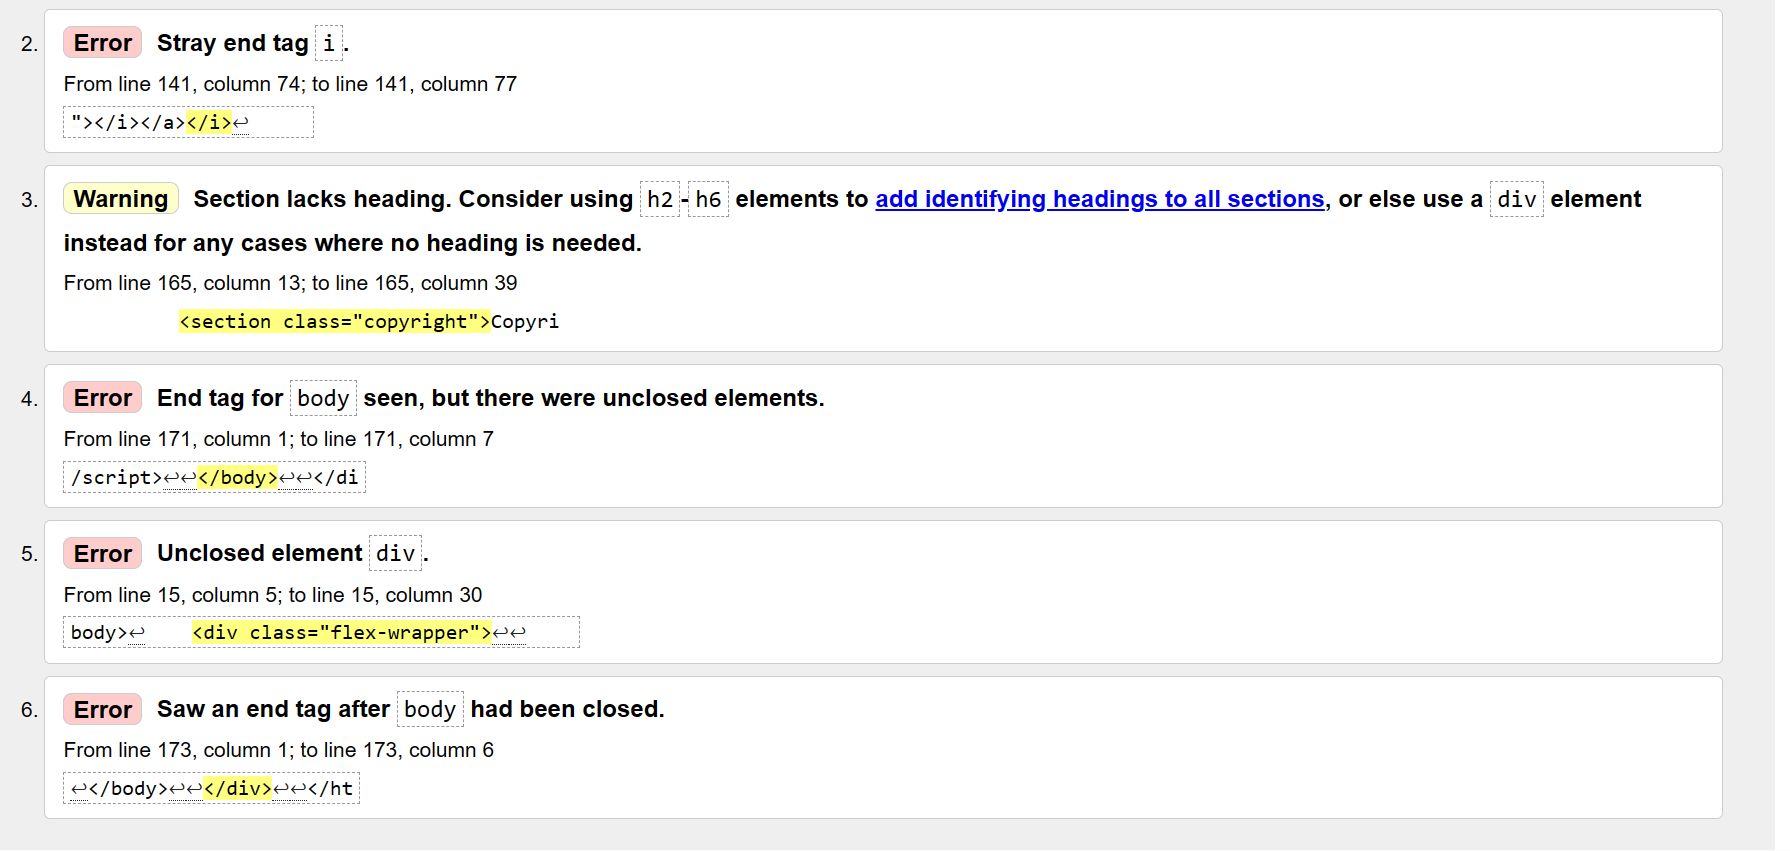 2. Error Stray end tag i.
From line 141, column 74; to line 141, column 77
"></i></a></i>↩
3. Warning Section lacks heading. Consider using h2-h6 elements to add identifying headings to all sections, or else use a div element
instead for any cases where no heading is needed.
From line 165, column 13; to line 165, column 39
<section class="copyright">Copyri
4. Error End tag for body seen, but there were unclosed elements.
From line 171, column 1; to line 171, column 7
/script>↩↩</body>↩↩</di
5. Error Unclosed element div.
From line 15, column 5; to line 15, column 30
body>↩    <div class="flex-wrapper">↩↩
6. Error Saw an end tag after body had been closed.
From line 173, column 1; to line 173, column 6
↩</body>↩↩</div>↩↩</ht